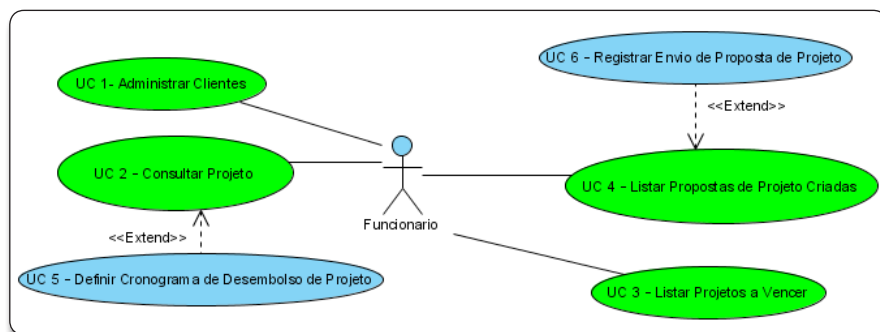 UC 6 - Registrar Envio de Proposta de Projeto
UC 1- Administrar Clientes
<<Extend>>
UC 2 - Consultar Projeto
UC 4 - Listar Propostas de Projeto Criadas
Funcionario
<<Extend>>
UC 5 - Definir Cronograma de Desembolso de Projeto
UC 3 - Listar Projetos a Vencer